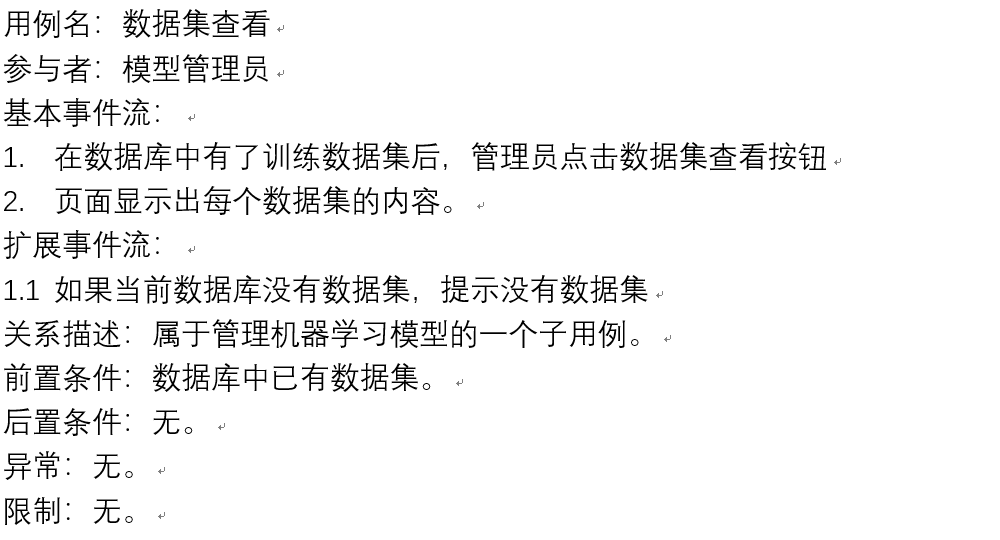 用例名：数据集查看
参与者：模型管理员
基本事件流：
1. 在数据库中有了训练数据集后，管理员点击数据集查看按钮
2. 页面显示出每个数据集的内容。
扩展事件流：
1.1 如果当前数据库没有数据集，提示没有数据集
关系描述：属于管理机器学习模型的一个子用例。
前置条件：数据库中已有数据集。
后置条件：无。
异常：无。
限制：无。